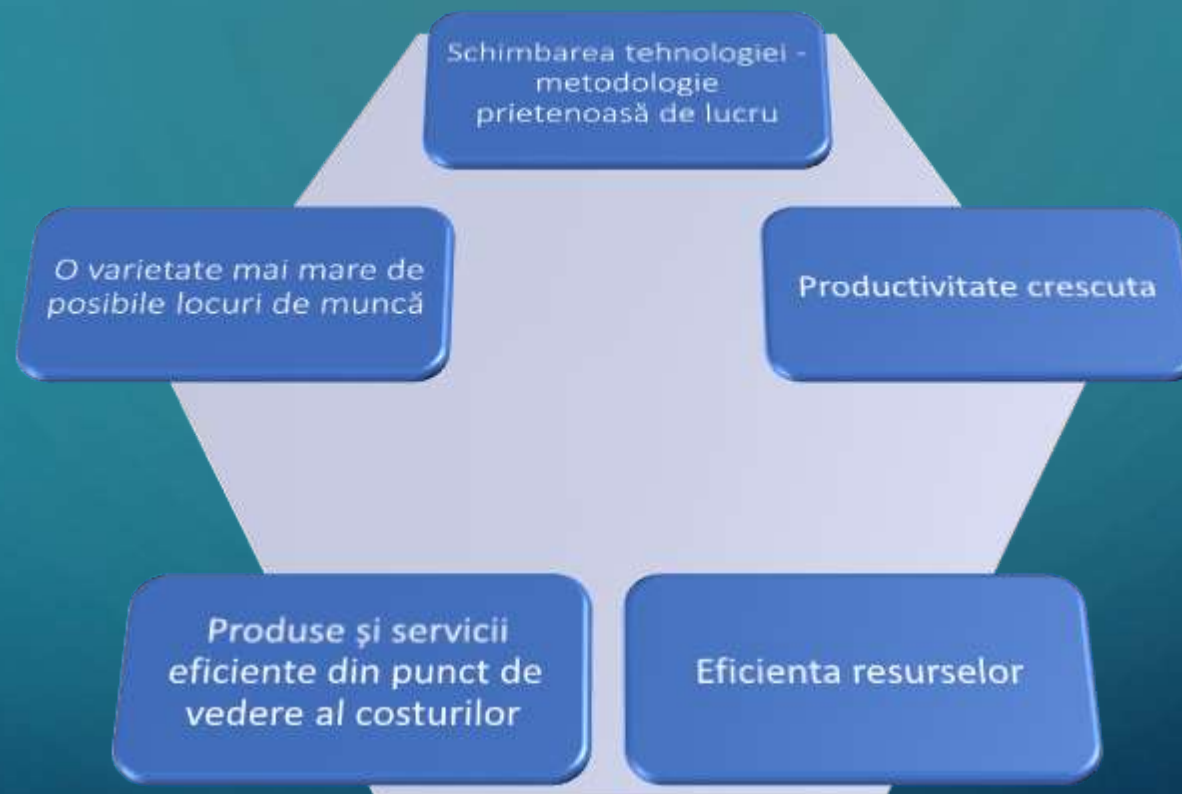 Schimbarea tehnologiei -
metodologie
prietenoasă de lucru
O varietate mai mare de
posibile locuri de muncă
Productivitate crescuta
Produse și servicii
eficiente din punct de
vedere al costurilor
Eficienta resurselor